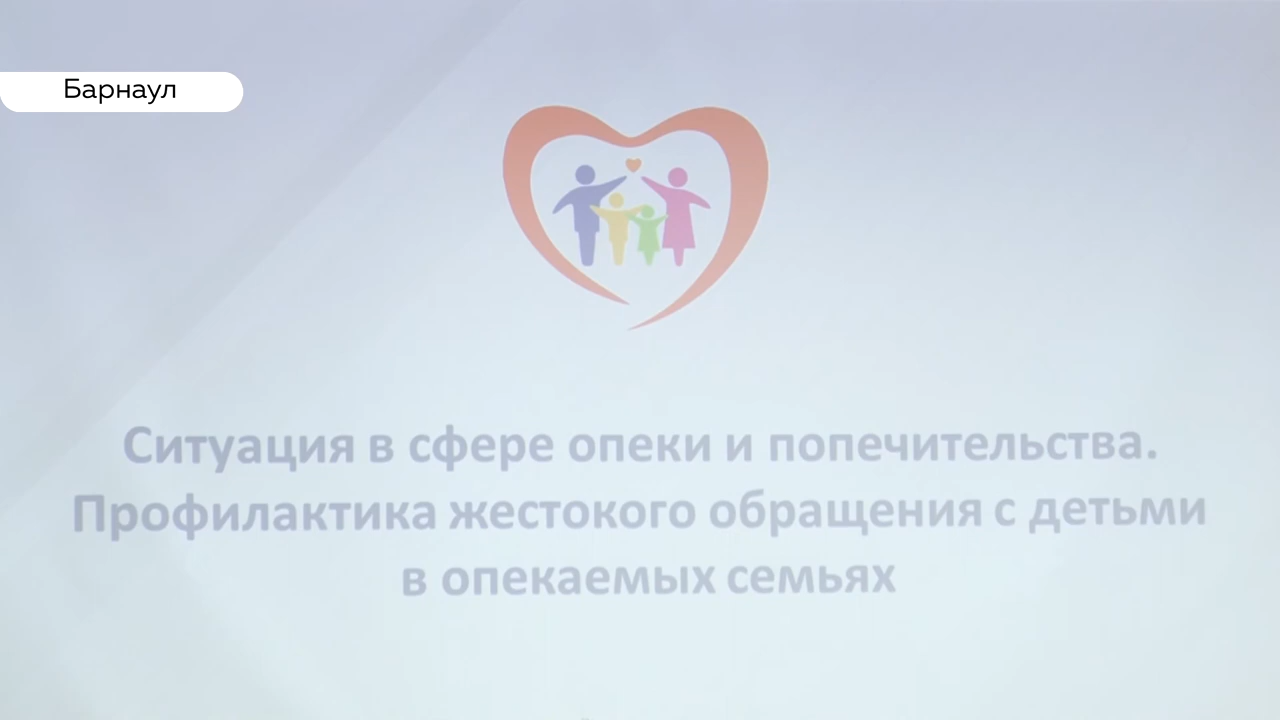 Барнаул
Ситуация в сфере опеки и попечительства.
Профилактика жестокого обращения с детьми
в опекаемых семьях